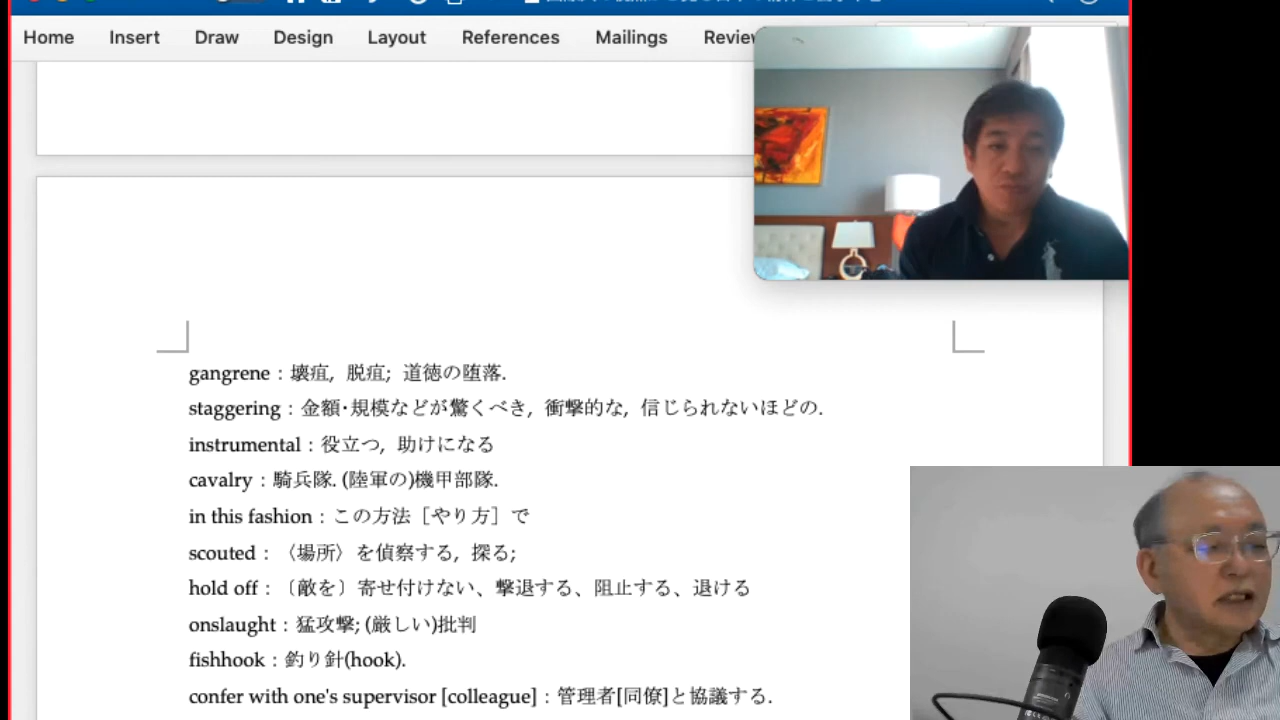 Home Insert Draw Design Layout References Mailings Review
gangrene : 壊疽, 脱疽; 道徳の堕落.
staggering : 金額･規模などが驚くべき, 衝撃的な, 信じられないほどの.
instrumental : 役立つ, 助けになる
cavalry : 騎兵隊. (陸軍の)機甲部隊.
in this fashion : この方法［やり方］で
scouted : 〈場所〉を偵察する, 探る;
hold off : 〔敵を〕寄せ付けない、撃退する、阻止する、退ける
onslaught : 猛攻撃; (厳しい)批判
fishhook : 釣り針(hook).
confer with one's supervisor [colleague] : 管理者[同僚]と協議する.